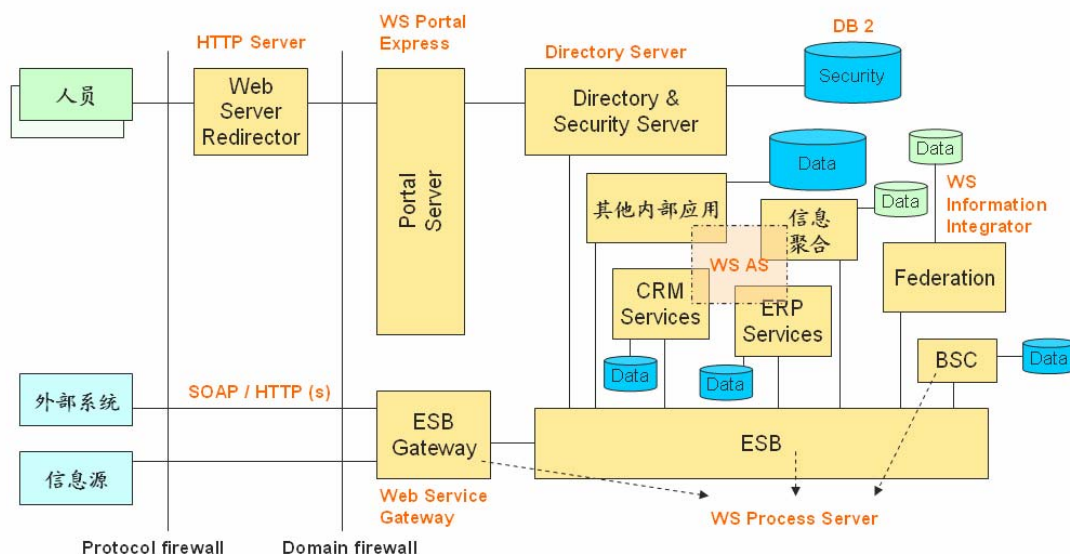 WS Portal
Express
DB 2
HTTP Server
Directory Server
人员
Web
Server
Redirector
Directory &
Security Server
Security
Portal
Server
Data
Data
Data
WS
Information
Integrator
其他内部应用
信息
聚合
WS AS
Federation
CRM
Services
ERP
Services
BSC
Data
Data
Data
外部系统
SOAP / HTTP (s)
ESB
Gateway
ESB
信息源
Web Service
Gateway
WS Process Server
Protocol firewall
Domain firewall